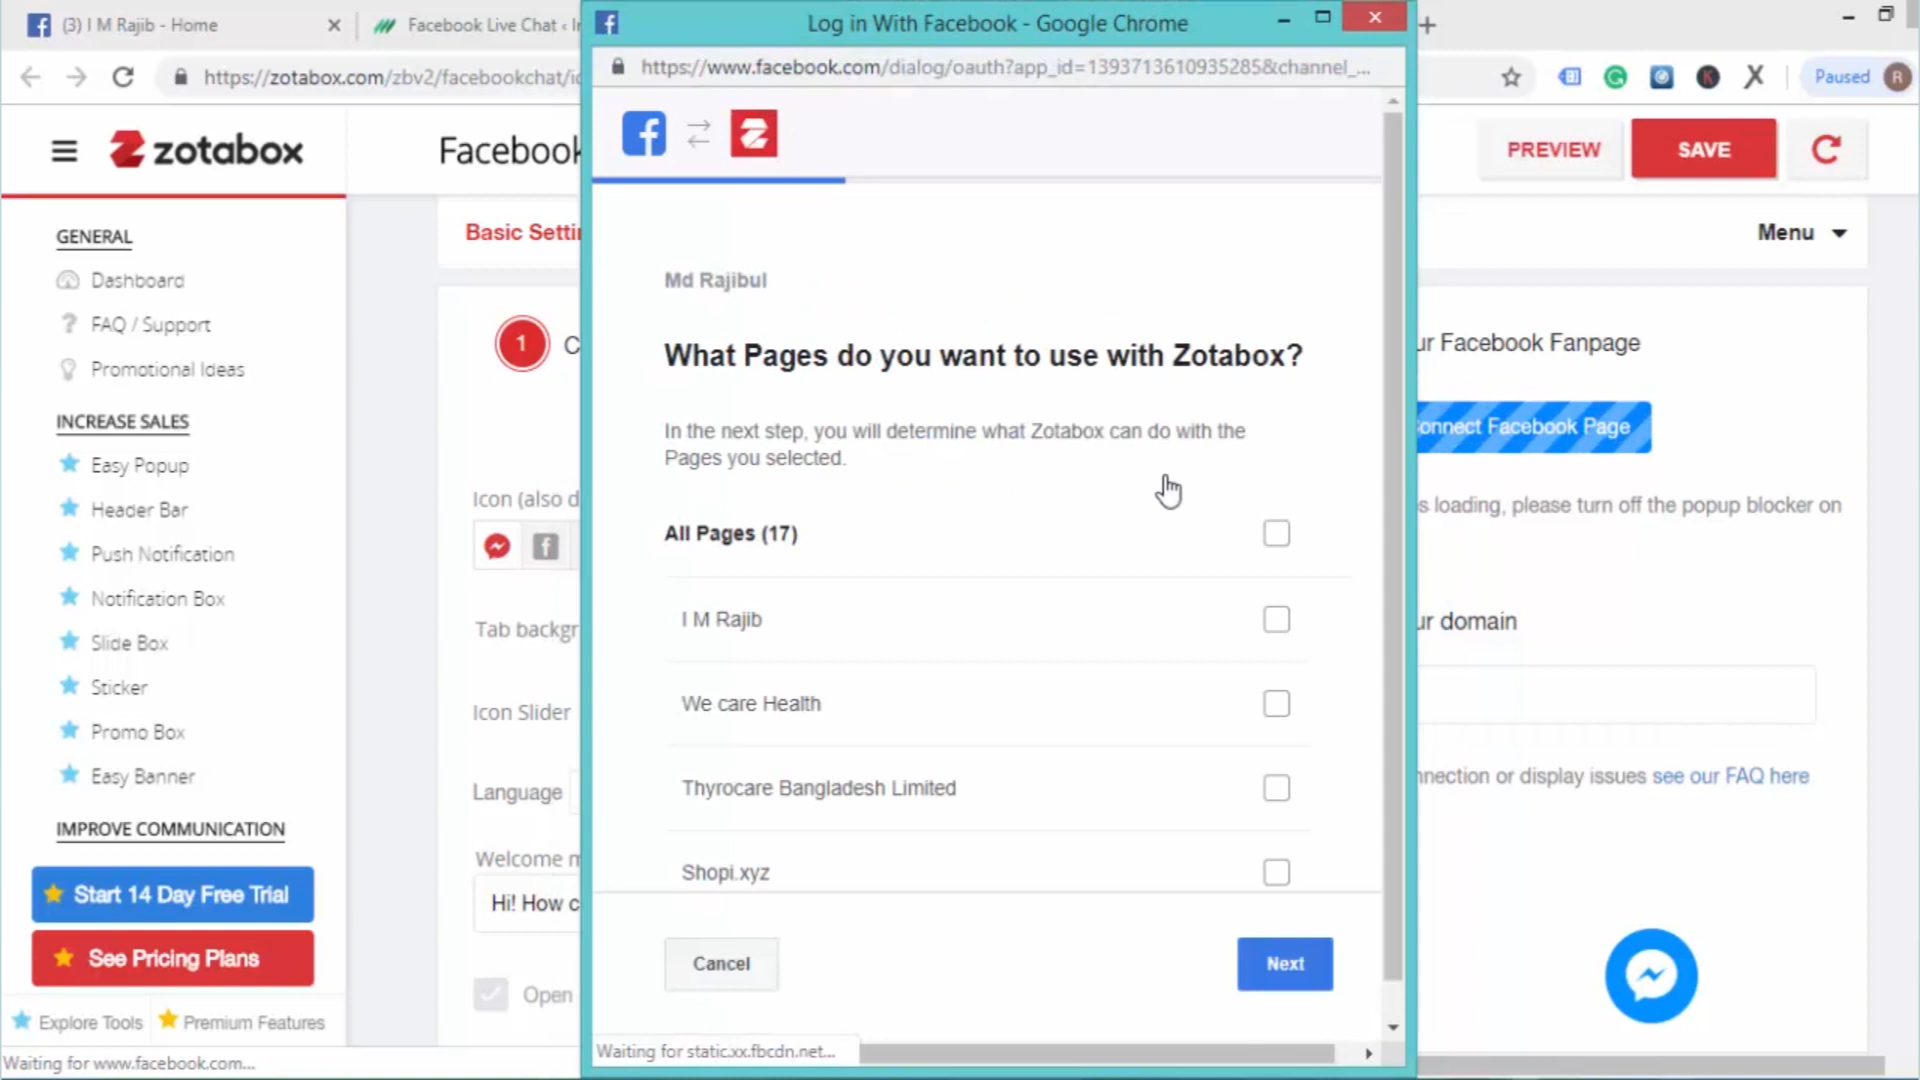 (3) I M Rajib - Home
Facebook Live Chat
Log in With Facebook - Google Chrome
https://zotabox.com/zbv2/facebookchat/
https://www.facebook.com/dialog/oauth?app_id=1393713610935285&channel_...
Paused
R
zotabox
Facebook
PREVIEW
SAVE
Basic Setti
Menu
GENERAL
Dashboard
FAQ / Support
Promotional Ideas
INCREASE SALES
Easy Popup
Header Bar
Push Notification
Notification Box
Slide Box
Sticker
Promo Box
Easy Banner
IMPROVE COMMUNICATION
Start 14 Day Free Trial
See Pricing Plans
Explore Tools
Premium Features
Waiting for www.facebook.com...
1
Icon (also d
Tab backgr
Icon Slider
Language
Welcome m
Hi! How c
Open
Md Rajibul
What Pages do you want to use with Zotabox?
In the next step, you will determine what Zotabox can do with the
Pages you selected.
All Pages (17)
I M Rajib
We care Health
Thyrocare Bangladesh Limited
Shopi.xyz
Cancel
Next
Waiting for static.xx.fbcdn.net...
ur Facebook Fanpage
onnect Facebook Page
s loading, please turn off the popup blocker on
ur domain
nnection or display issues see our FAQ here